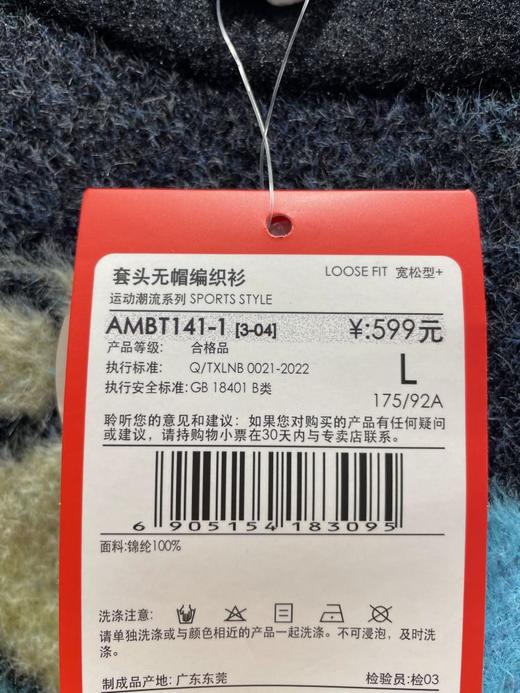 套头无帽编织衫
LOOSE FIT 宽松型+
运动潮流系列 SPORTS STYLE
AMBT141-1 [3-04]
¥:599元
产品等级: 合格品
执行标准: Q/TXLNB 0021-2022
L
执行安全标准:GB 18401 B类
175/92A
聆听您的意见和建议: 如果您对购买的产品有任何疑问
或建议, 请持购物小票在30天内与专卖店联系。
6 905154 183095
面料:锦纶100%
洗涤注意:
请单独洗涤或与颜色相近的产品一起洗涤。不可浸泡, 及时洗
涤。
制成品产地: 广东东莞
检验员:检03